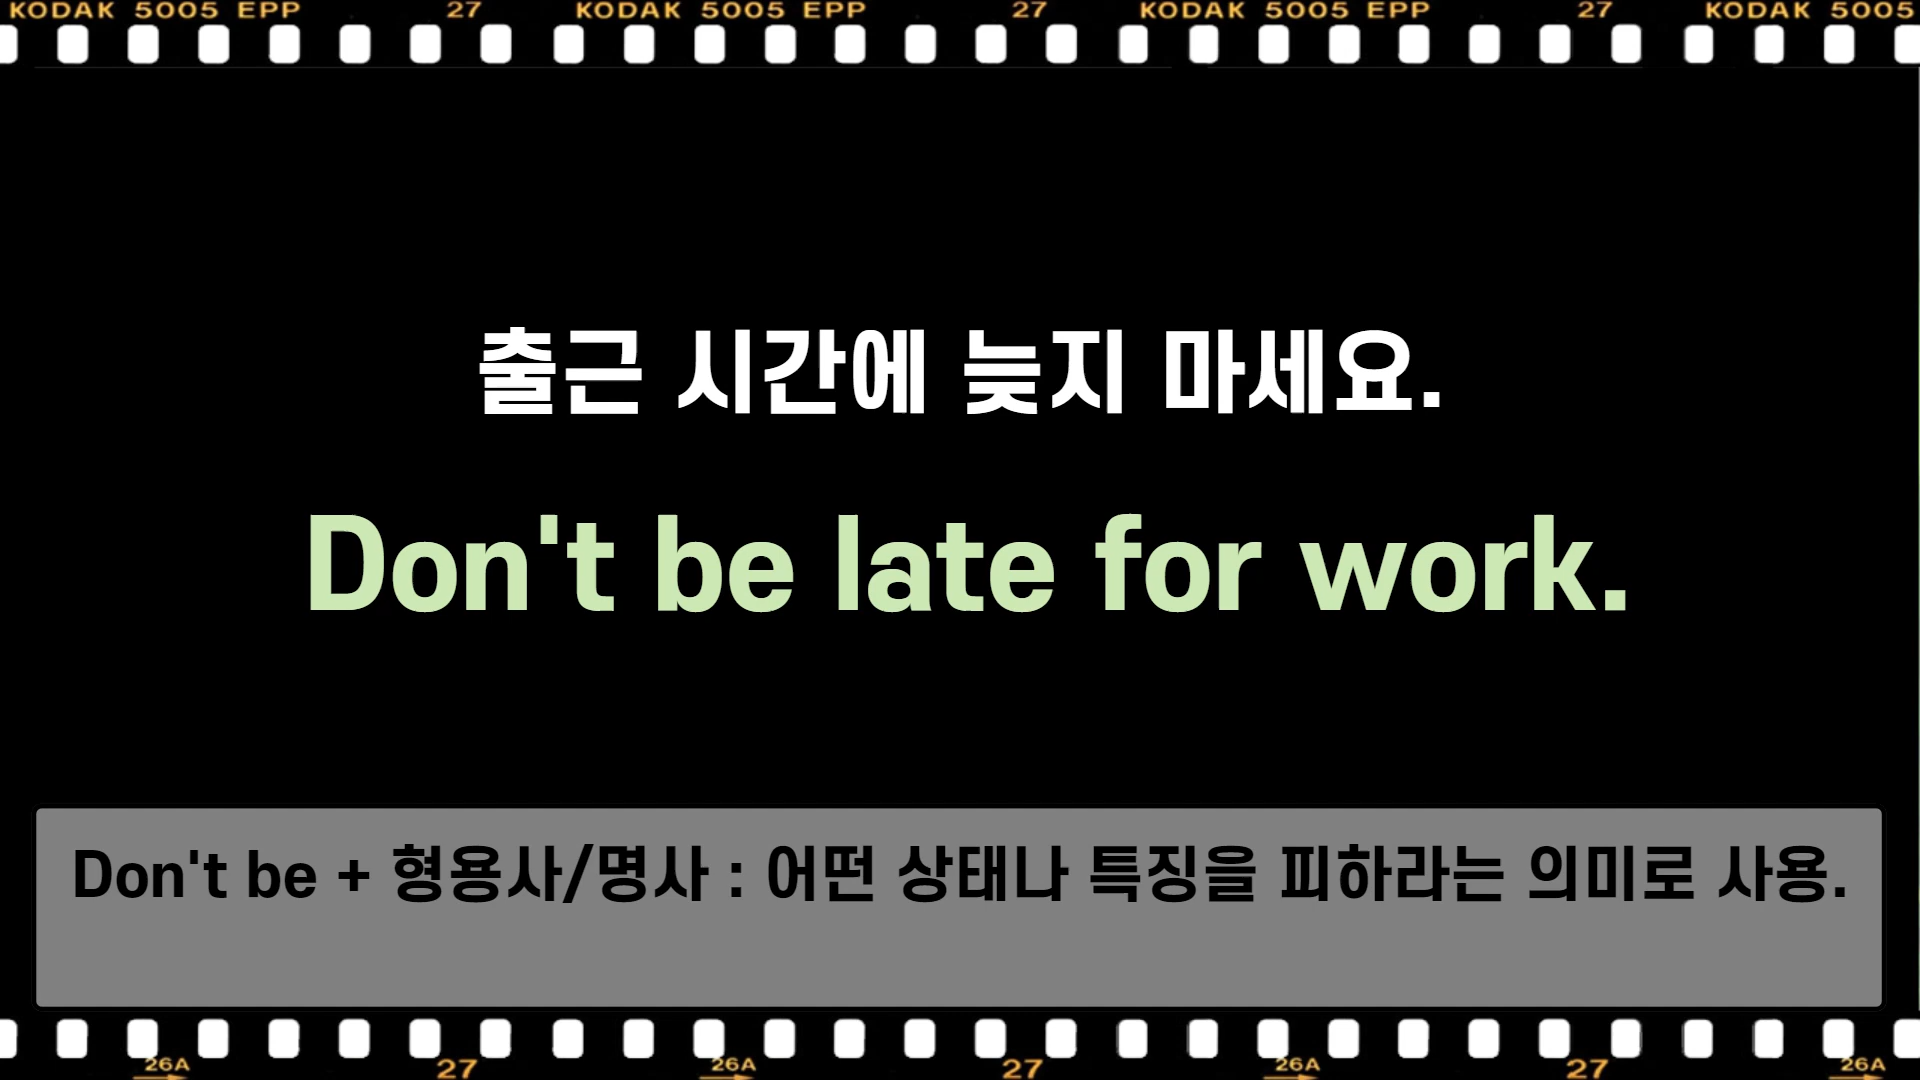 KODAK 5005 EPP 27 KODAK 5005 EPP 27 KODAK 5005 EPP 27 KODAK 5005
출근 시간에 늦지 마세요.
Don't be late for work.
Don't be + 형용사/명사 : 어떤 상태나 특징을 피하라는 의미로 사용.
26A 27 26A 27 26A 27 26A